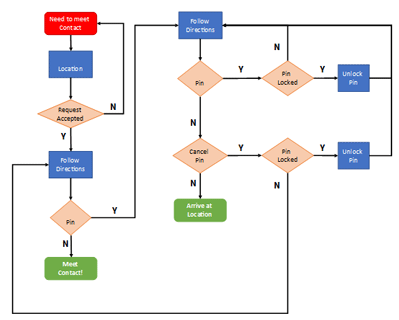 Need to meet
Contact
Location
Request
Accepted
N
Y
Follow
Directions
Pin
Y
N
Meet
Contact!
Follow
Directions
N
Pin
Y
Pin
Locked
Y
Unlock
Pin
N
Cancel
Pin
Y
Pin
Locked
Y
Unlock
Pin
N
N
Arrive at
Location